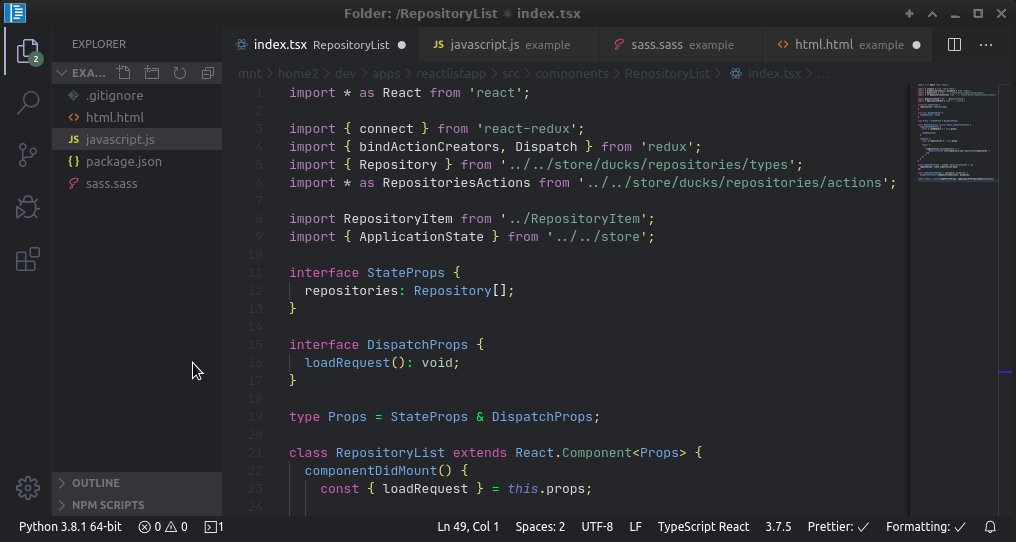 Folder: /RepositoryList ⚛ index.tsx
EXPLORER
index.tsx RepositoryList ●
JS javascript.js example
sass.sass example
<> html.html example ●
EXA...
mnt > home2 > dev > apps > reactlistapp > src > components > RepositoryList > index.tsx > ...
.gitignore
<> html.html
JS javascript.js
{} package.json
sass.sass
2
1 import * as React from 'react';
2
3 import { connect } from 'react-redux';
4 import { bindActionCreators, Dispatch } from 'redux';
5 import { Repository } from '../../store/ducks/repositories/types';
6 import * as RepositoriesActions from '../../store/ducks/repositories/actions';
7
8 import RepositoryItem from '../RepositoryItem';
9 import { ApplicationState } from '../../store';
10
11 interface StateProps {
12 repositories: Repository[];
13 }
14
15 interface DispatchProps {
16 loadRequest(): void;
17 }
18
19 type Props = StateProps & DispatchProps;
20
21 class RepositoryList extends React.Component<Props> {
22 componentDidMount() {
23 const { loadRequest } = this.props;
24
OUTLINE
NPM SCRIPTS
Python 3.8.1 64-bit 0 0 1 Ln 49, Col 1 Spaces: 2 UTF-8 LF TypeScript React 3.7.5 Prettier: ✓ Formatting: ✓